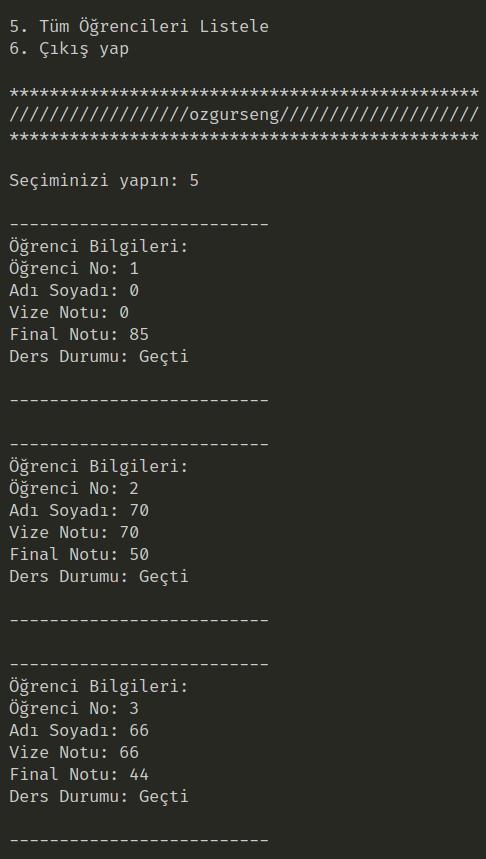 5. Tüm Öğrencileri Listele
6. Çıkış yap
***********************************************
//////////////////ozgurseng////////////////////
***********************************************
Seçiminizi yapın: 5
--------------------------
Öğrenci Bilgileri:
Öğrenci No: 1
Adı Soyadı: 0
Vize Notu: 0
Final Notu: 85
Ders Durumu: Geçti
--------------------------
--------------------------
Öğrenci Bilgileri:
Öğrenci No: 2
Adı Soyadı: 70
Vize Notu: 70
Final Notu: 50
Ders Durumu: Geçti
--------------------------
--------------------------
Öğrenci Bilgileri:
Öğrenci No: 3
Adı Soyadı: 66
Vize Notu: 66
Final Notu: 44
Ders Durumu: Geçti
--------------------------